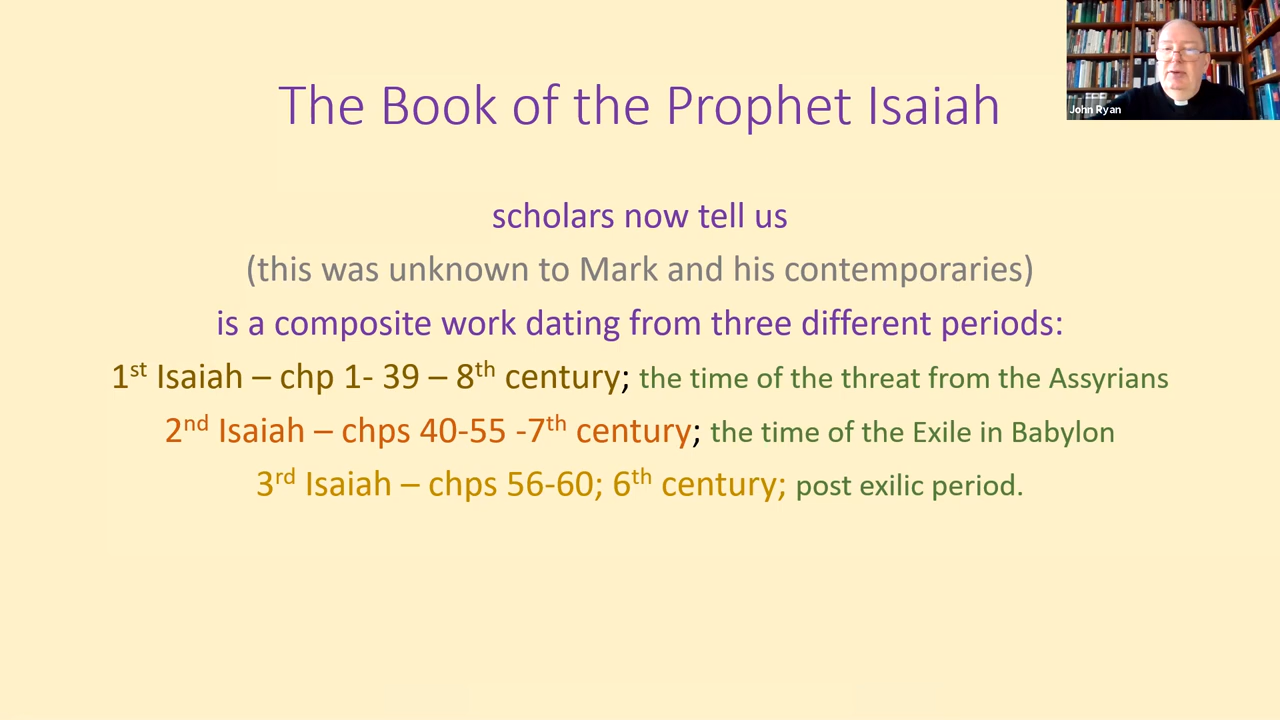 The Book of the Prophet Isaiah
John Ryan
scholars now tell us
(this was unknown to Mark and his contemporaries)
is a composite work dating from three different periods:
1st Isaiah – chp 1- 39 – 8th century; the time of the threat from the Assyrians
2nd Isaiah – chps 40-55 -7th century; the time of the Exile in Babylon
3rd Isaiah – chps 56-60; 6th century; post exilic period.